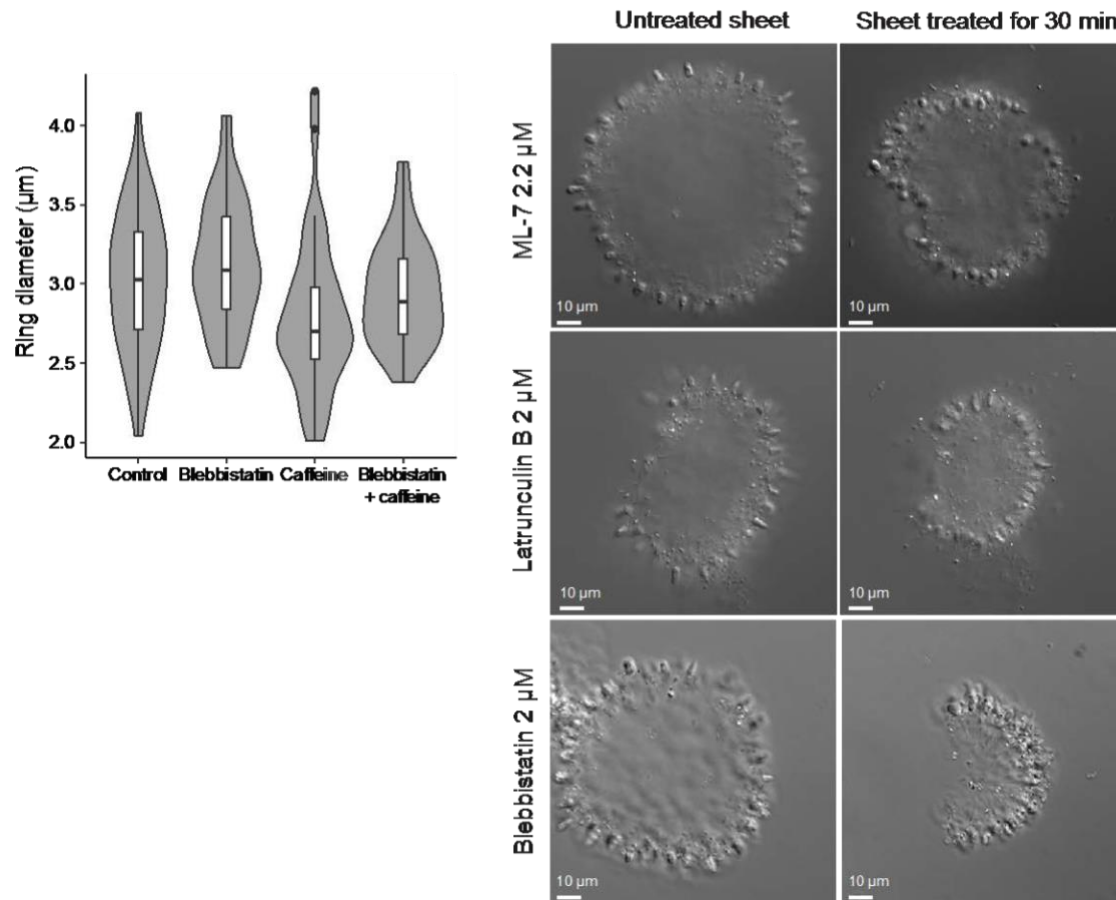 Ring diameter (µm)
4.0
3.5
3.0
2.5
2.0
Control
Blebbistatin
Caffeine
Blebbistatin
+ caffeine
Untreated sheet
Sheet treated for 30 min
ML-7 2.2 µM
10 µm
10 µm
Latrunculin B 2 µM
10 µm
10 µm
Blebbistatin 2 µM
10 µm
10 µm